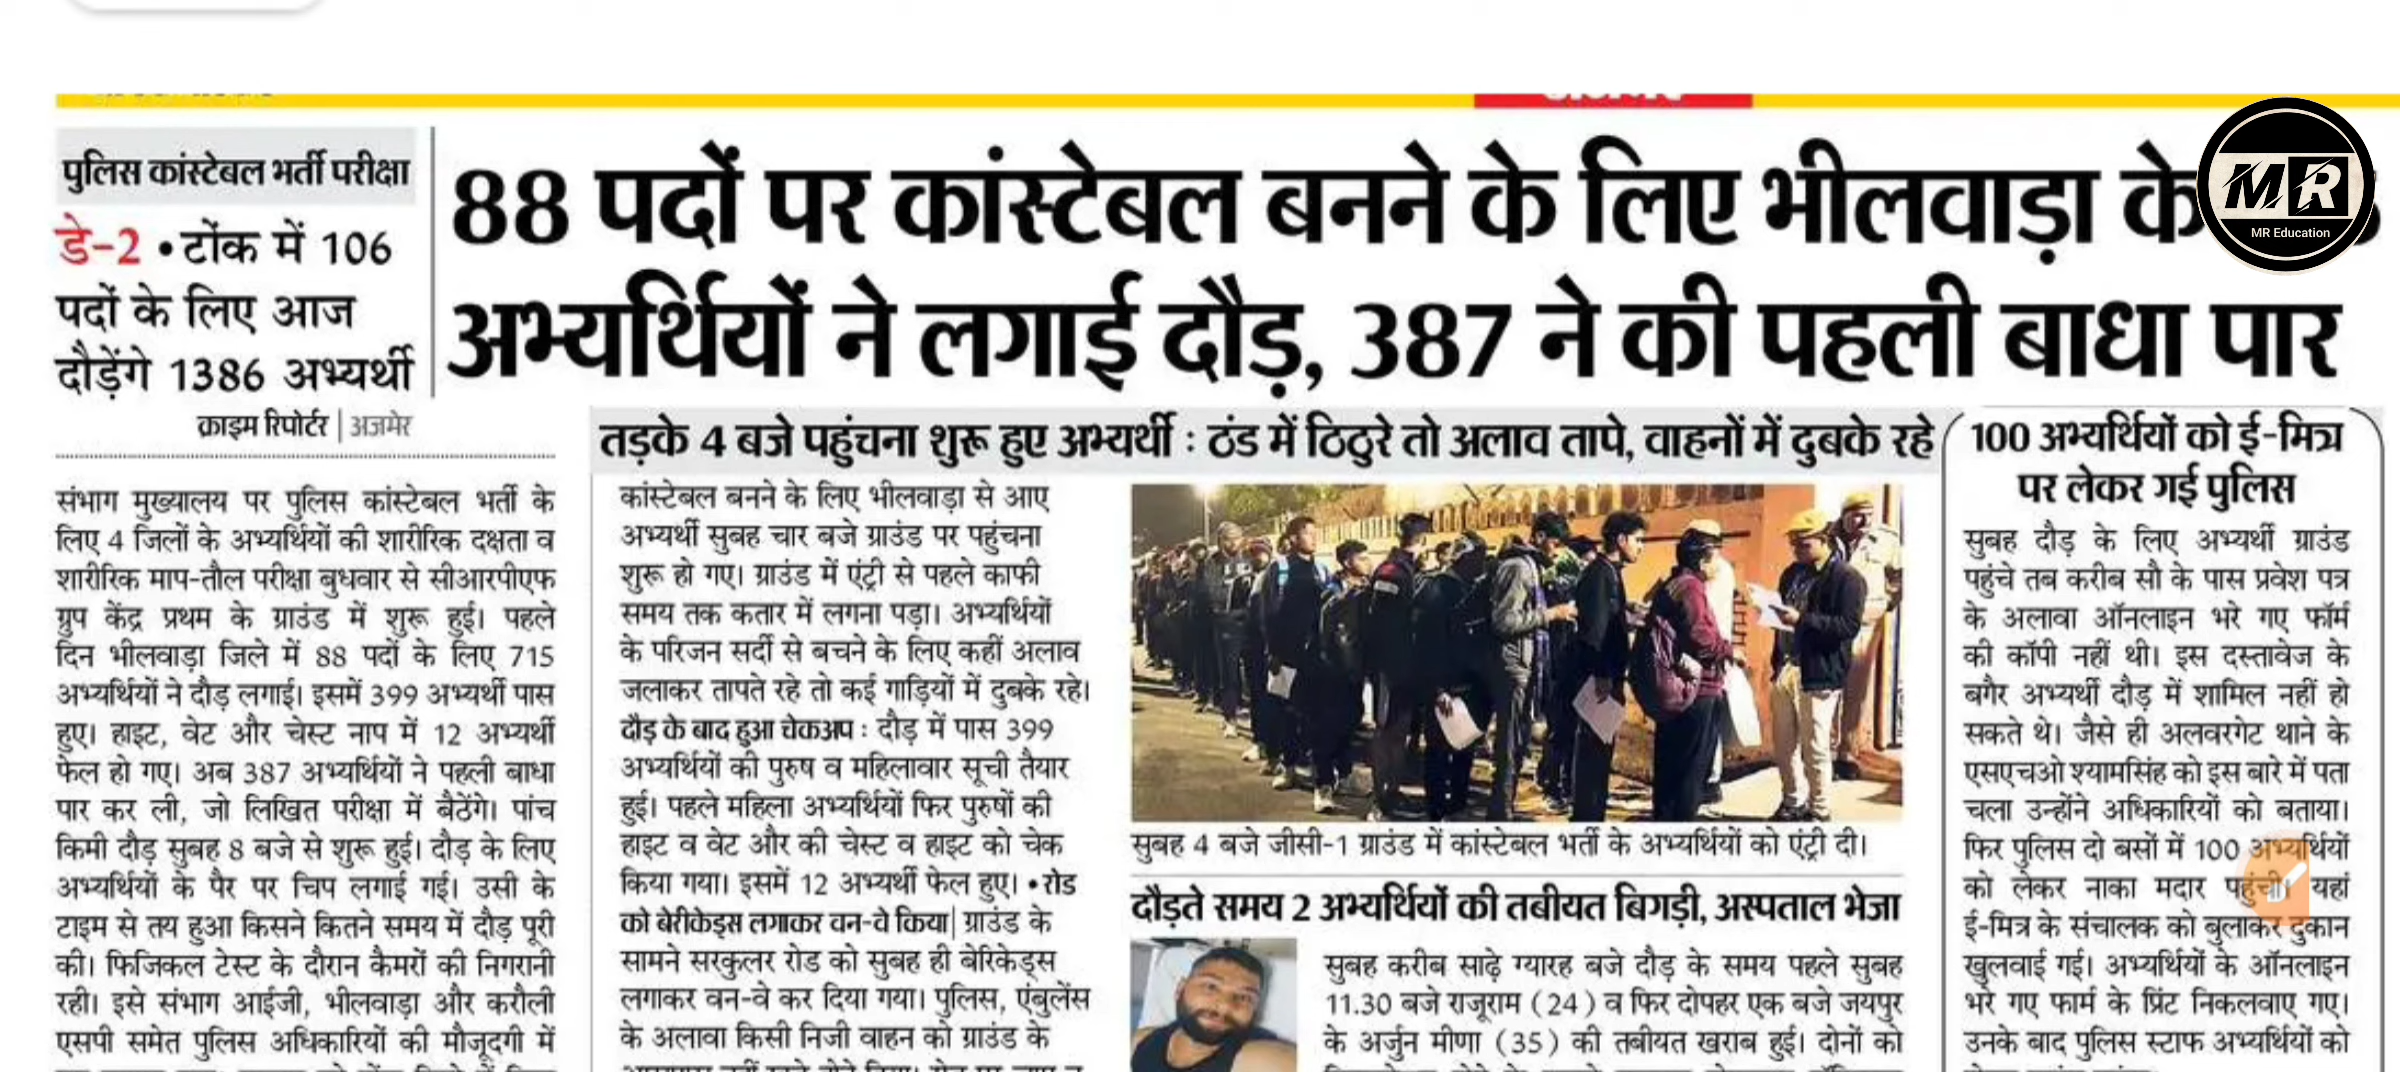 पुलिस कांस्टेबल भर्ती परीक्षा
डे-2 • टोंक में 106
पदों के लिए आज
दौड़ेंगे 1386 अभ्यर्थी
88 पदों पर कांस्टेबल बनने के लिए भीलवाड़ा के
अभ्यर्थियों ने लगाई दौड़, 387 ने की पहली बाधा पार
MR
MR Education
क्राइम रिपोर्टर | अजमेर
संभाग मुख्यालय पर पुलिस कांस्टेबल भर्ती के
लिए 4 जिलों के अभ्यर्थियों की शारीरिक दक्षता व
शारीरिक माप-तौल परीक्षा बुधवार से सीआरपीएफ
ग्रुप केंद्र प्रथम के ग्राउंड में शुरू हुई। पहले
दिन भीलवाड़ा जिले में 88 पदों के लिए 715
अभ्यर्थियों ने दौड़ लगाई। इसमें 399 अभ्यर्थी पास
हुए। हाइट, वेट और चेस्ट नाप में 12 अभ्यर्थी
फेल हो गए। अब 387 अभ्यर्थियों ने पहली बाधा
पार कर ली, जो लिखित परीक्षा में बैठेंगे। पांच
किमी दौड़ सुबह 8 बजे से शुरू हुई। दौड़ के लिए
अभ्यर्थियों के पैर पर चिप लगाई गई। उसी के
टाइम से तय हुआ किसने कितने समय में दौड़ पूरी
की। फिजिकल टेस्ट के दौरान कैमरों की निगरानी
रही। इसे संभाग आईजी, भीलवाड़ा और करौली
एसपी समेत पुलिस अधिकारियों की मौजूदगी में
तड़के 4 बजे पहुंचना शुरू हुए अभ्यर्थी : ठंड में ठिठुरे तो अलाव तापे, वाहनों में दुबके रहे
कांस्टेबल बनने के लिए भीलवाड़ा से आए
अभ्यर्थी सुबह चार बजे ग्राउंड पर पहुंचना
शुरू हो गए। ग्राउंड में एंट्री से पहले काफी
समय तक कतार में लगना पड़ा। अभ्यर्थियों
के परिजन सर्दी से बचने के लिए कहीं अलाव
जलाकर तापते रहे तो कई गाड़ियों में दुबके रहे।
दौड़ के बाद हुआ चेकअप : दौड़ में पास 399
अभ्यर्थियों की पुरुष व महिलावार सूची तैयार
हुई। पहले महिला अभ्यर्थियों फिर पुरुषों की
हाइट व वेट और की चेस्ट व हाइट को चेक
किया गया। इसमें 12 अभ्यर्थी फेल हुए। • रोड
को बेरीकेड्स लगाकर वन-वे किया| ग्राउंड के
सामने सरकुलर रोड को सुबह ही बेरिकेड्स
लगाकर वन-वे कर दिया गया। पुलिस, एंबुलेंस
के अलावा किसी निजी वाहन को ग्राउंड के
सुबह 4 बजे जीसी-1 ग्राउंड में कांस्टेबल भर्ती के अभ्यर्थियों को एंट्री दी।
दौड़ते समय 2 अभ्यर्थियों की तबीयत बिगड़ी, अस्पताल भेजा
सुबह करीब साढ़े ग्यारह बजे दौड़ के समय पहले सुबह
11.30 बजे राजूराम (24) व फिर दोपहर एक बजे जयपुर
के अर्जुन मीणा (35) की तबीयत खराब हुई। दोनों को
100 अभ्यर्थियों को ई-मित्र
पर लेकर गई पुलिस
सुबह दौड़ के लिए अभ्यर्थी ग्राउंड
पहुंचे तब करीब सौ के पास प्रवेश पत्र
के अलावा ऑनलाइन भरे गए फॉर्म
की कॉपी नहीं थी। इस दस्तावेज के
बगैर अभ्यर्थी दौड़ में शामिल नहीं हो
सकते थे। जैसे ही अलवरगेट थाने के
एसएचओ श्यामसिंह को इस बारे में पता
चला उन्होंने अधिकारियों को बताया।
फिर पुलिस दो बसों में 100 अभ्यर्थियों
को लेकर नाका मदार पहुंची। यहां
ई-मित्र के संचालक को बुलाकर दुकान
खुलवाई गई। अभ्यर्थियों के ऑनलाइन
भरे गए फार्म के प्रिंट निकलवाए गए।
उनके बाद पुलिस स्टाफ अभ्यर्थियों को